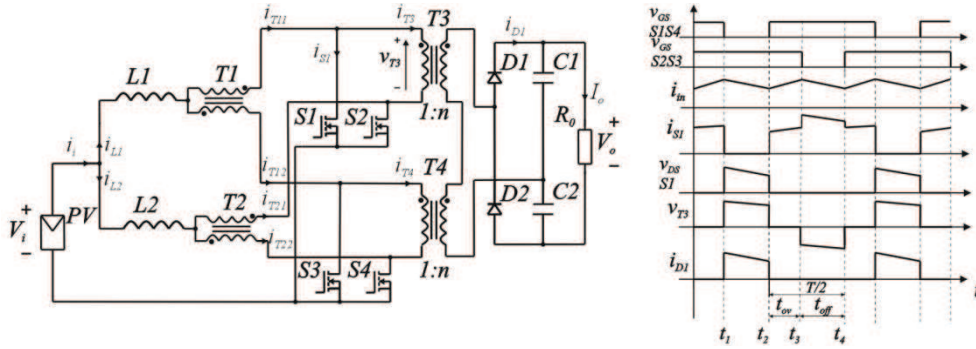 i_T11
i_T3
T3
i_D1
L1
T1
i_S1
v_T3
+
-
D1
C1
I_o
S1
S2
1:n
R_0
+
V_o
-
i_i
i_L1
i_L2
i_T12
i_T4
T4
L2
T2
i_T21
D2
C2
+
V_i
-
PV
i_T22
S3
S4
1:n
v_GS
S1S4
v_GS
S2S3
i_in
i_S1
v_DS
S1
v_T3
i_D1
T/2
t
t_ov
t_off
t_1
t_2
t_3
t_4